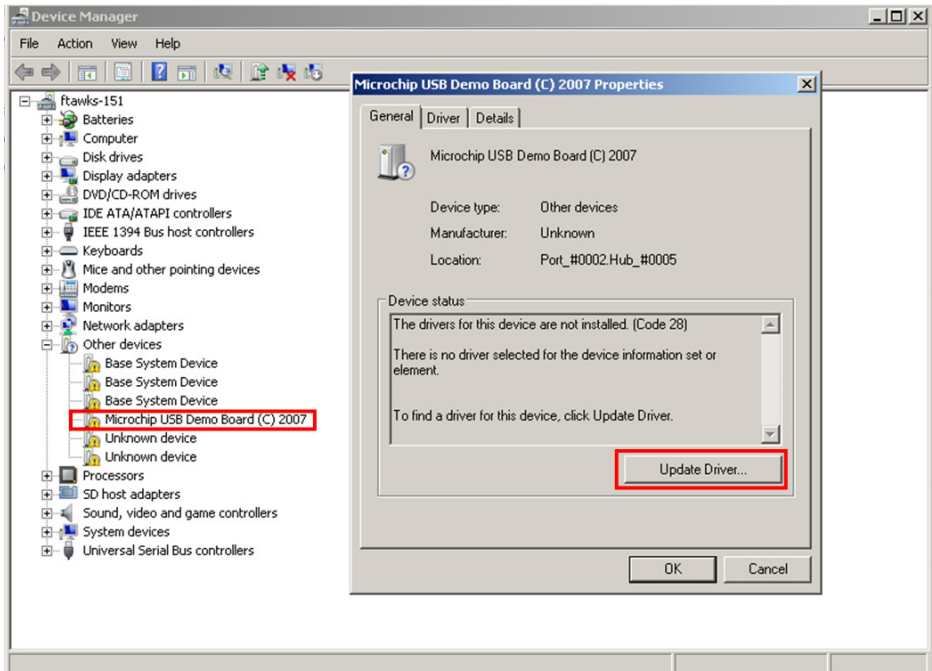 Device Manager
File Action View Help
ftawks-151
Batteries
Computer
Disk drives
Display adapters
DVD/CD-ROM drives
IDE ATA/ATAPI controllers
IEEE 1394 Bus host controllers
Keyboards
Mice and other pointing devices
Modems
Monitors
Network adapters
Other devices
Base System Device
Base System Device
Base System Device
Microchip USB Demo Board (C) 2007
Unknown device
Unknown device
Processors
SD host adapters
Sound, video and game controllers
System devices
Universal Serial Bus controllers
Microchip USB Demo Board (C) 2007 Properties
General Driver Details
Microchip USB Demo Board (C) 2007
Device type: Other devices
Manufacturer: Unknown
Location: Port_#0002.Hub_#0005
Device status
The drivers for this device are not installed. (Code 28)
There is no driver selected for the device information set or
element.
To find a driver for this device, click Update Driver.
Update Driver...
OK Cancel